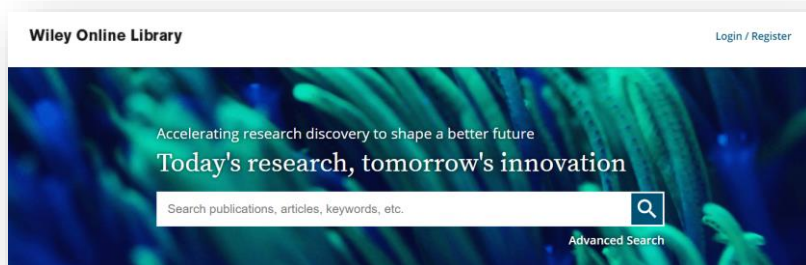 Wiley Online Library
Login / Register
Accelerating research discovery to shape a better future
Today's research, tomorrow's innovation
Search publications, articles, keywords, etc.
Advanced Search